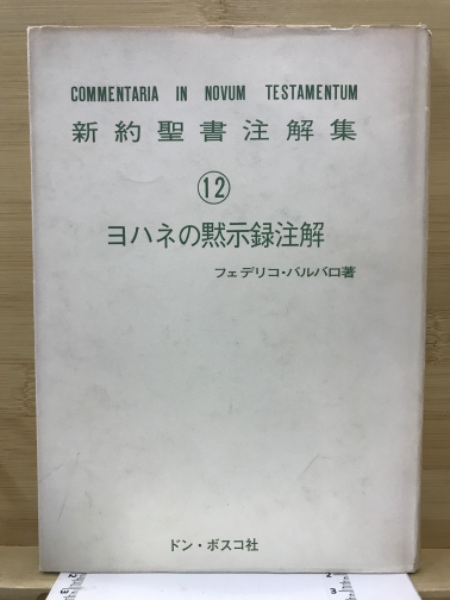 COMMENTARIA IN NOVUM TESTAMENTUM
新約聖書注解集
⑫
ヨハネの黙示録注解
フェデリコ・バルバロ著
ドン・ボスコ社